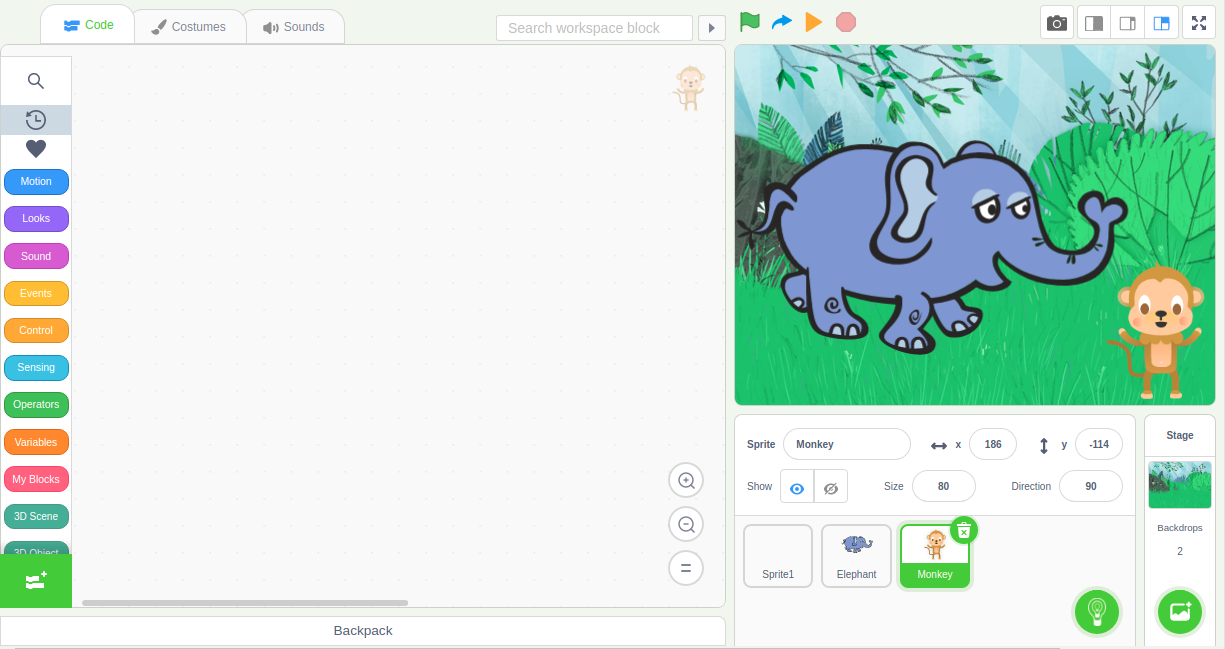 Code
Costumes
Sounds
Search workspace block
Motion
Looks
Sound
Events
Control
Sensing
Operators
Variables
My Blocks
3D Scene
3D Object
Backpack
Sprite Monkey x 186 y -114
Show Size 80 Direction 90
Sprite1
Elephant
Monkey
Stage
Backdrops
2